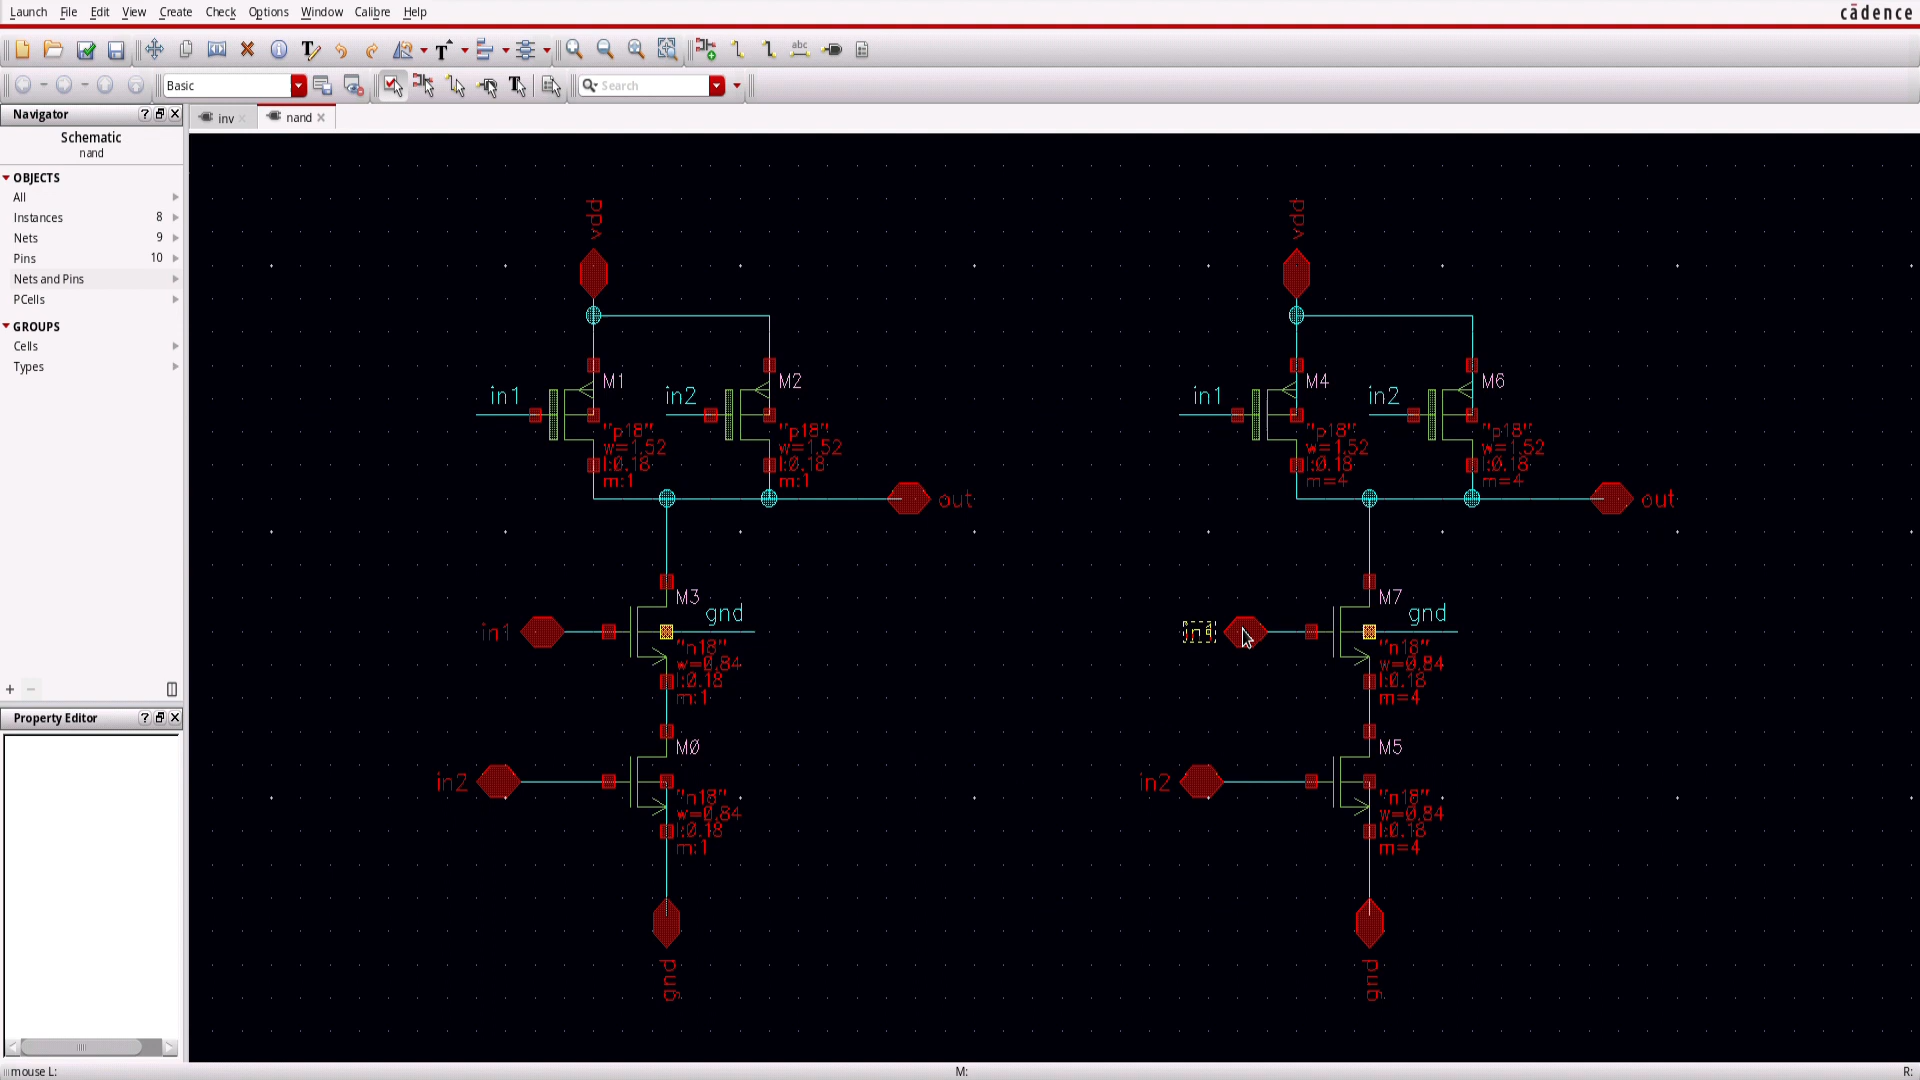 Launch File Edit View Create Check Options Window Calibre Help
cādence
Basic
Search
Navigator
inv
nand
Schematic
nand
OBJECTS
All
Instances 8
Nets 9
Pins 10
Nets and Pins
PCells
GROUPS
Cells
Types
Property Editor
vdd
in1
M1
"p18"
w=1.52
l:0.18
m:1
in2
M2
"p18"
w=1.52
l:0.18
m:1
out
in1
M3
gnd
"n18"
w=0.84
l:0.18
m:1
in2
M0
"n18"
w=0.84
l:0.18
m:1
gnd
vdd
in1
M4
"p18"
w=1.52
l:0.18
m=4
in2
M6
"p18"
w=1.52
l:0.18
m=4
out
in1
M7
gnd
"n18"
w=0.84
l:0.18
m=4
in2
M5
"n18"
w=0.84
l:0.18
m=4
gnd
mouse L: M: R: